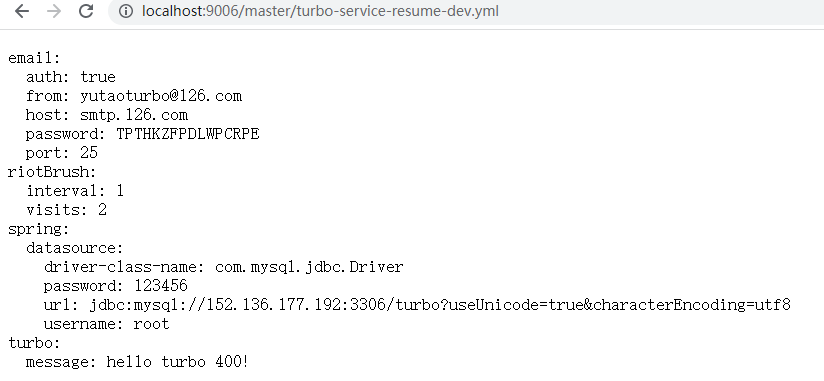 localhost:9006/master/turbo-service-resume-dev.yml
email:
  auth: true
  from: yutaoturbo@126.com
  host: smtp.126.com
  password: TPTHKZFPDLWPCRPE
  port: 25
riotBrush:
  interval: 1
  visits: 2
spring:
  datasource:
    driver-class-name: com.mysql.jdbc.Driver
    password: 123456
    url: jdbc:mysql://152.136.177.192:3306/turbo?useUnicode=true&characterEncoding=utf8
    username: root
turbo:
  message: hello turbo 400!